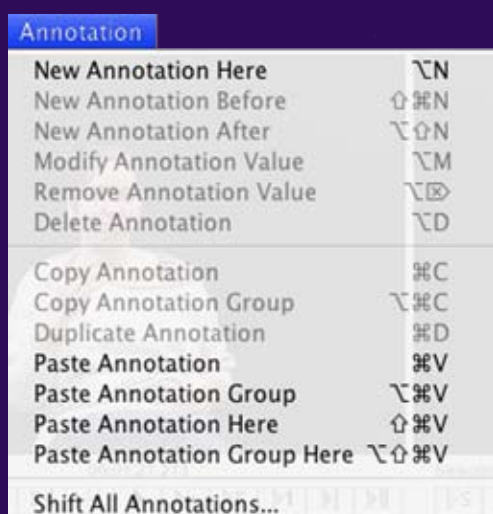 Annotation
New Annotation Here ⌥N
New Annotation Before ⇧⌘N
New Annotation After ⌥⇧N
Modify Annotation Value ⌥M
Remove Annotation Value ⌥⌦
Delete Annotation ⌥D
Copy Annotation ⌘C
Copy Annotation Group ⌥⌘C
Duplicate Annotation ⌘D
Paste Annotation ⌘V
Paste Annotation Group ⌥⌘V
Paste Annotation Here ⇧⌘V
Paste Annotation Group Here ⌥⇧⌘V
Shift All Annotations...